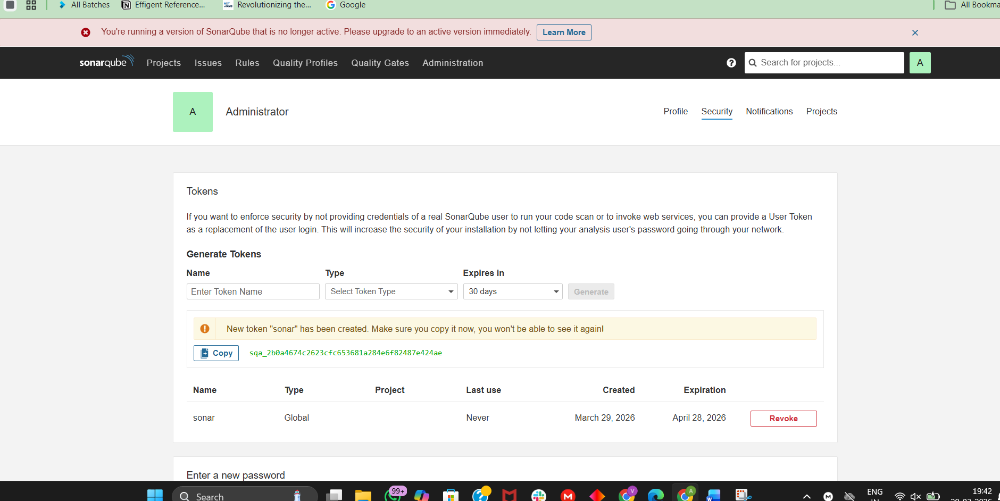 All Batches
Effigent Reference...
Revolutionizing the...
Google
All Bookma
You're running a version of SonarQube that is no longer active. Please upgrade to an active version immediately.
Learn More
sonarqube
Projects
Issues
Rules
Quality Profiles
Quality Gates
Administration
Search for projects...
A
A
Administrator
Profile
Security
Notifications
Projects
Tokens
If you want to enforce security by not providing credentials of a real SonarQube user to run your code scan or to invoke web services, you can provide a User Token
as a replacement of the user login. This will increase the security of your installation by not letting your analysis user's password going through your network.
Generate Tokens
Name
Type
Expires in
Enter Token Name
Select Token Type
30 days
Generate
New token "sonar" has been created. Make sure you copy it now, you won't be able to see it again!
Copy
sqa_2b0a4674c2623cfc653681a284e6f82487e424ae
Name
Type
Project
Last use
Created
Expiration
sonar
Global
Never
March 29, 2026
April 28, 2026
Revoke
Enter a new password
Search
99+
V
A
ENG
19:42